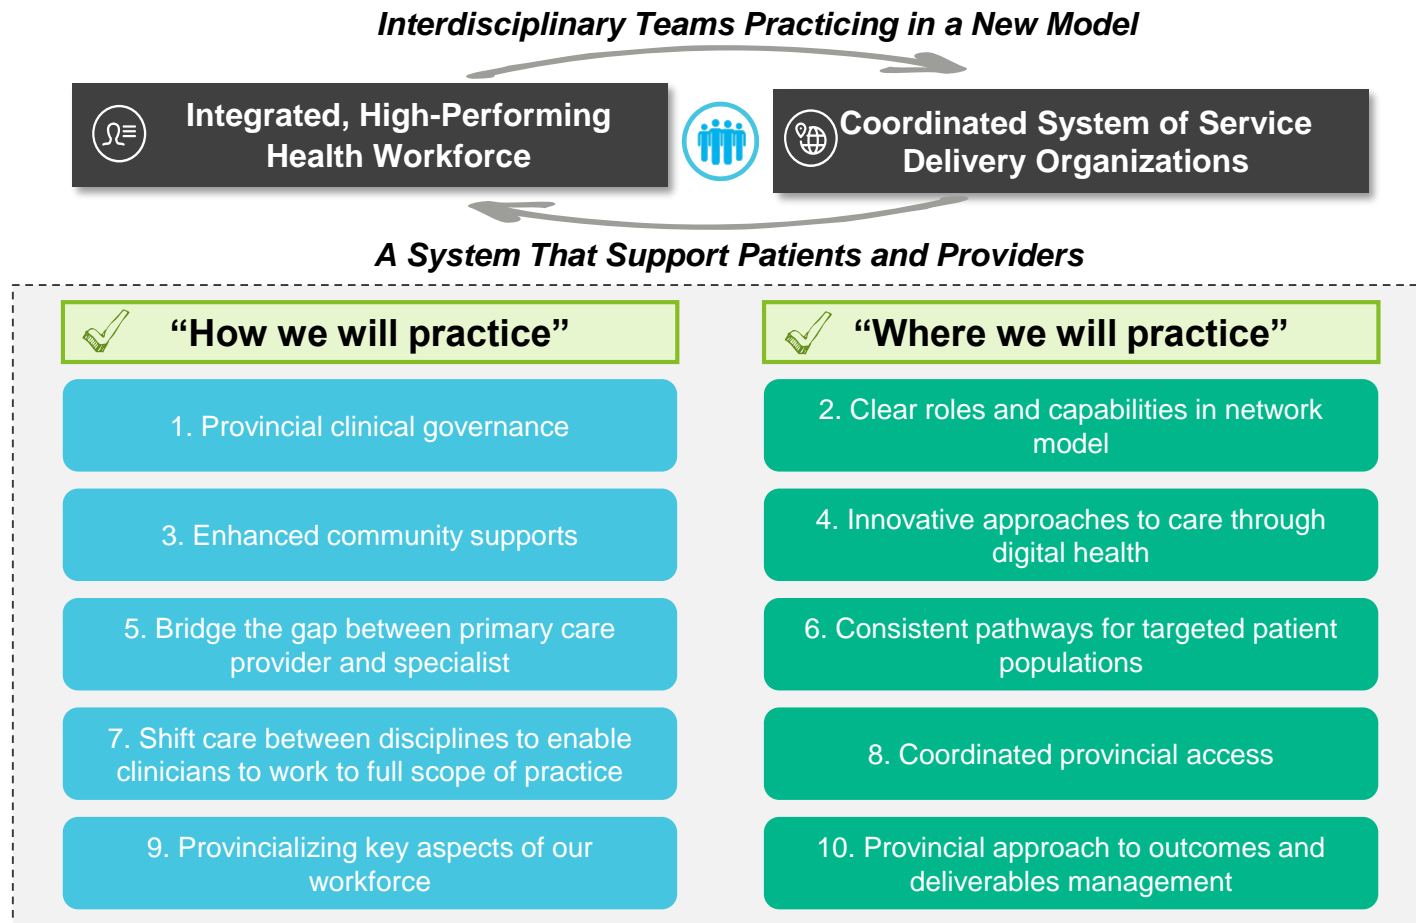 Interdisciplinary Teams Practicing in a New Model
Integrated, High-Performing
Health Workforce
Coordinated System of Service
Delivery Organizations
A System That Support Patients and Providers
“How we will practice”
“Where we will practice”
1. Provincial clinical governance
2. Clear roles and capabilities in network
model
3. Enhanced community supports
4. Innovative approaches to care through
digital health
5. Bridge the gap between primary care
provider and specialist
6. Consistent pathways for targeted patient
populations
7. Shift care between disciplines to enable
clinicians to work to full scope of practice
8. Coordinated provincial access
9. Provincializing key aspects of our
workforce
10. Provincial approach to outcomes and
deliverables management